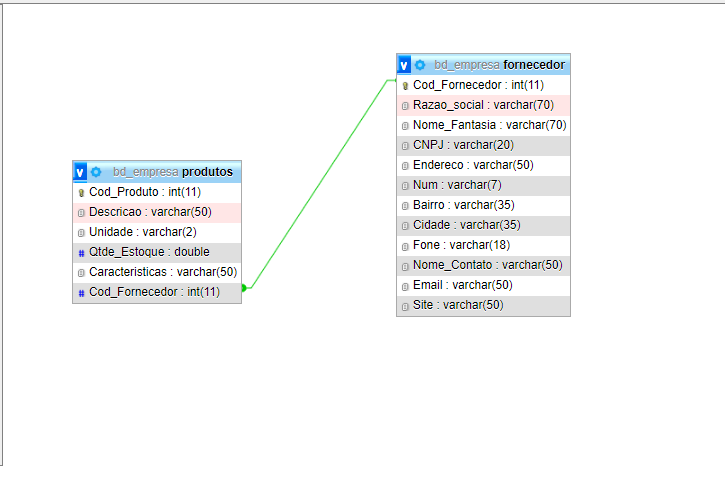 bd_empresa fornecedor
Cod_Fornecedor : int(11)
Razao_social : varchar(70)
Nome_Fantasia : varchar(70)
CNPJ : varchar(20)
Endereco : varchar(50)
Num : varchar(7)
Bairro : varchar(35)
Cidade : varchar(35)
Fone : varchar(18)
Nome_Contato : varchar(50)
Email : varchar(50)
Site : varchar(50)
bd_empresa produtos
Cod_Produto : int(11)
Descricao : varchar(50)
Unidade : varchar(2)
# Qtde_Estoque : double
Caracteristicas : varchar(50)
# Cod_Fornecedor : int(11)